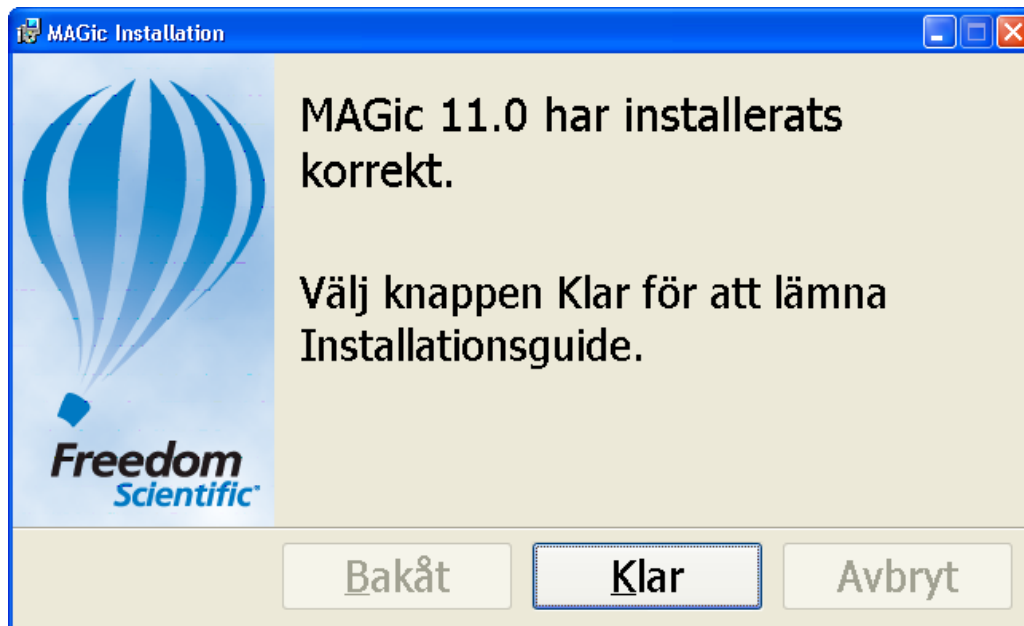 MAGic Installation
MAGic 11.0 har installerats
korrekt.
Välj knappen Klar för att lämna
Installationsguide.
Freedom
Scientific™
Bakåt
Klar
Avbryt